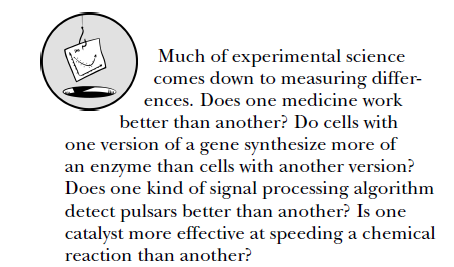 Much of experimental science
comes down to measuring differ-
ences. Does one medicine work
better than another? Do cells with
one version of a gene synthesize more of
an enzyme than cells with another version?
Does one kind of signal processing algorithm
detect pulsars better than another? Is one
catalyst more effective at speeding a chemical
reaction than another?